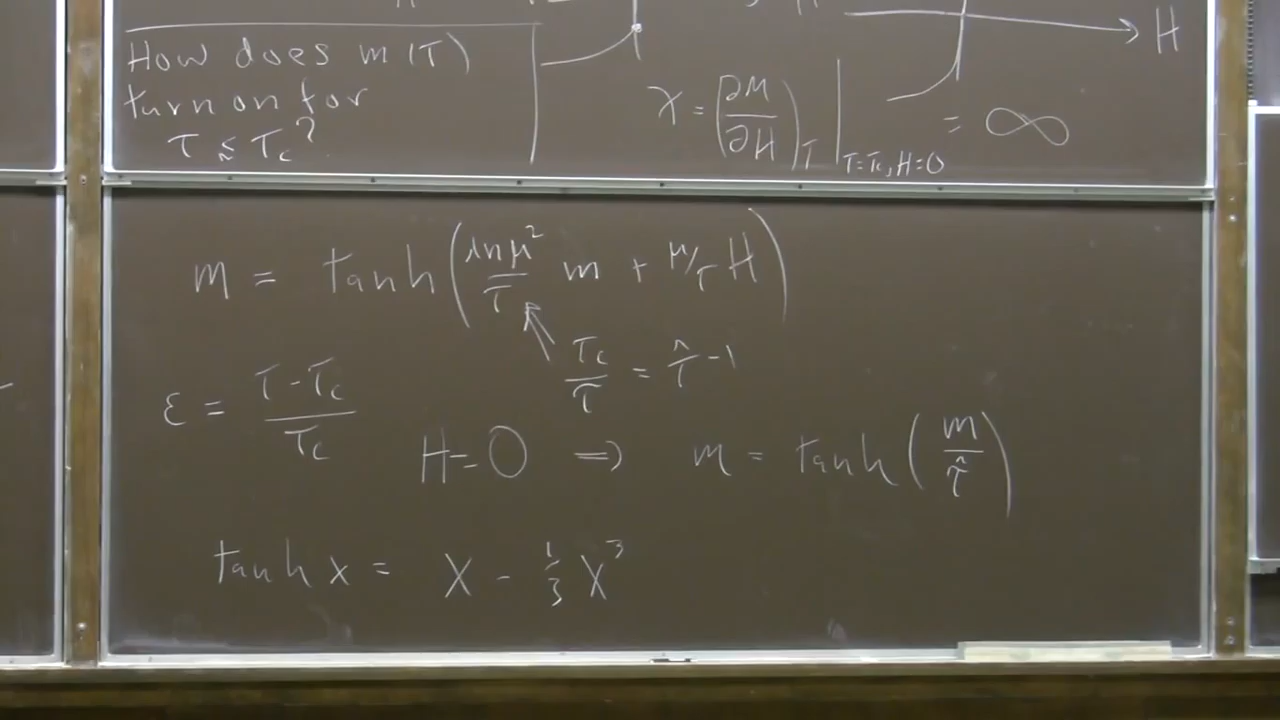 How does m(T)
turn on for
T ≲ Tc?
H
χ = (∂M/∂H)_T |_{T=Tc, H=0} = ∞
m = tanh(λnμ²/T m + μ/T H)
Tc/T = T̂⁻¹
ε = T-Tc/Tc
H=0 ⇒ m = tanh(m/T̂)
tanh x = x - 1/3 x³